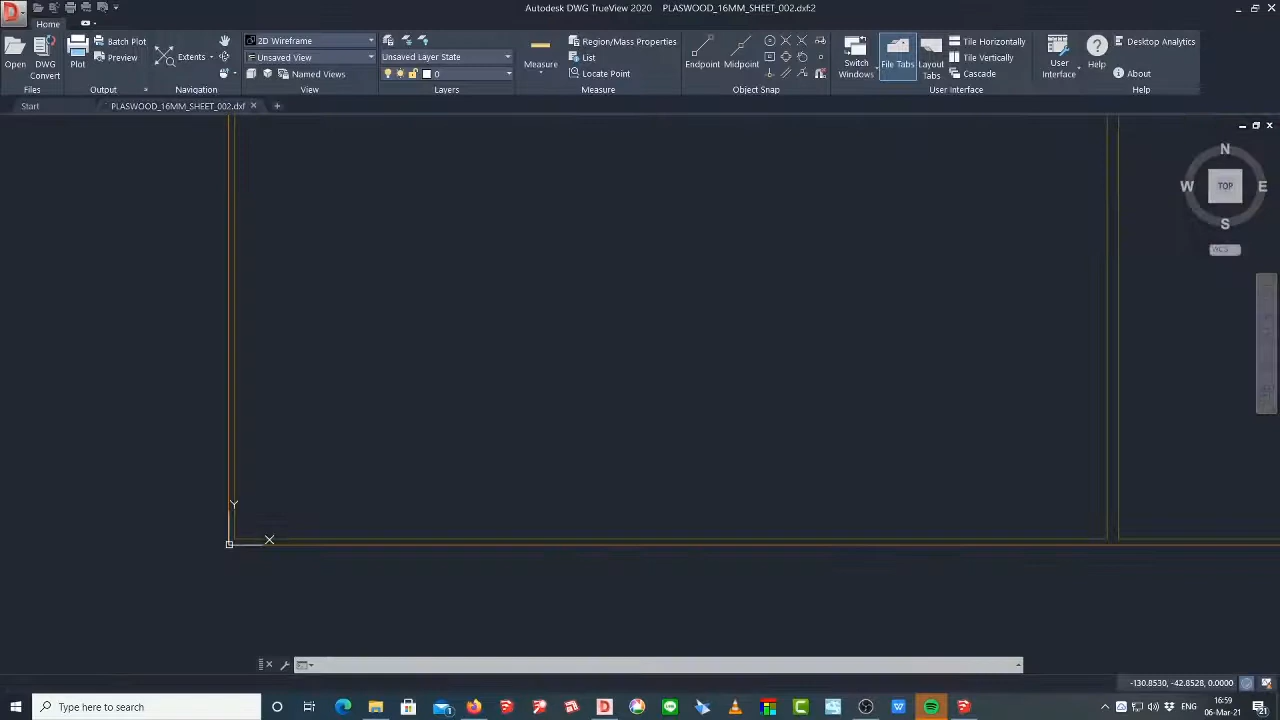 Autodesk DWG TrueView 2020 PLASWOOD_16MM_SHEET_002.dxf:2
Home
Open
DWG Convert
Files
Plot
Batch Plot
Preview
Output
Extents
Navigation
2D Wireframe
Unsaved View
Named Views
View
Unsaved Layer State
0
Layers
Measure
Region/Mass Properties
List
Locate Point
Measure
Endpoint
Midpoint
Object Snap
Switch Windows
File Tabs
Layout Tabs
Tile Horizontally
Tile Vertically
Cascade
User Interface
User Interface
Help
Desktop Analytics
About
Help
Start
PLASWOOD_16MM_SHEET_002.dxf
N
W
TOP
E
S
WCS
Y
X
-130.8530, -42.8528, 0.0000
Type here to search
16:59
06-Mar-21